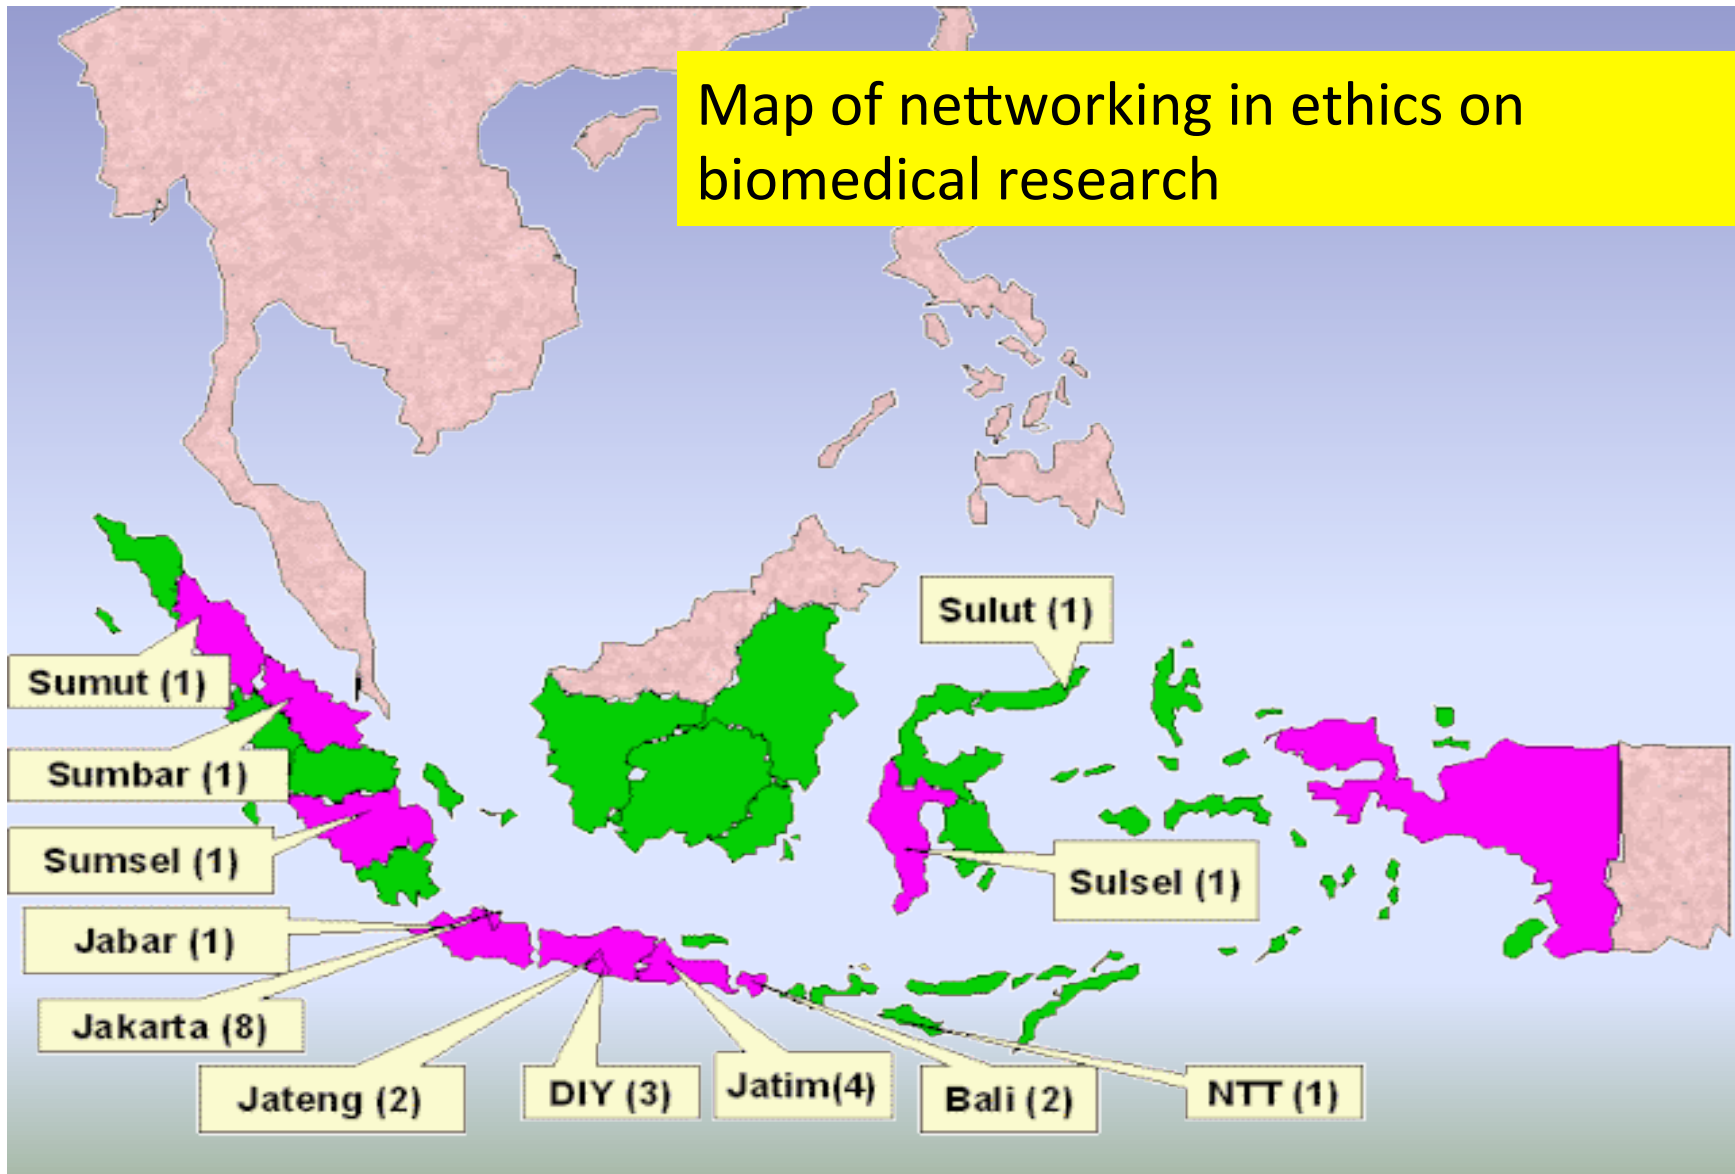 Map of nettworking in ethics on
biomedical research
Sulut (1)
Sumut (1)
Sumbar (1)
Sumsel (1)
Sulsel (1)
Jabar (1)
Jakarta (8)
Jateng (2)
DIY (3)
Jatim(4)
Bali (2)
NTT (1)